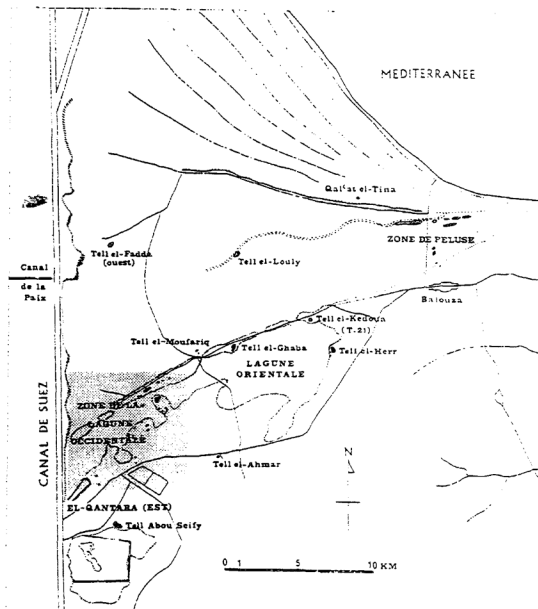 MEDITERRANEE
Qal'at el-Tina
ZONE DE PELUSE
Tell el-Fadda
(ouest)
Tell el-Louly
Canal
de la
Paix
Balouza
Tell el-Kedoua
(T.21)
Tell el-Moufariq
Tell el-Ghaba
Tell el-Herr
LAGUNE
ORIENTALE
ZONE DE LA
LAGUNE
OCCIDENTALE
CANAL DE SUEZ
Tell el-Ahmar
N
EL-QANTARA (EST)
Tell Abou Seify
0 1 5 10 KM